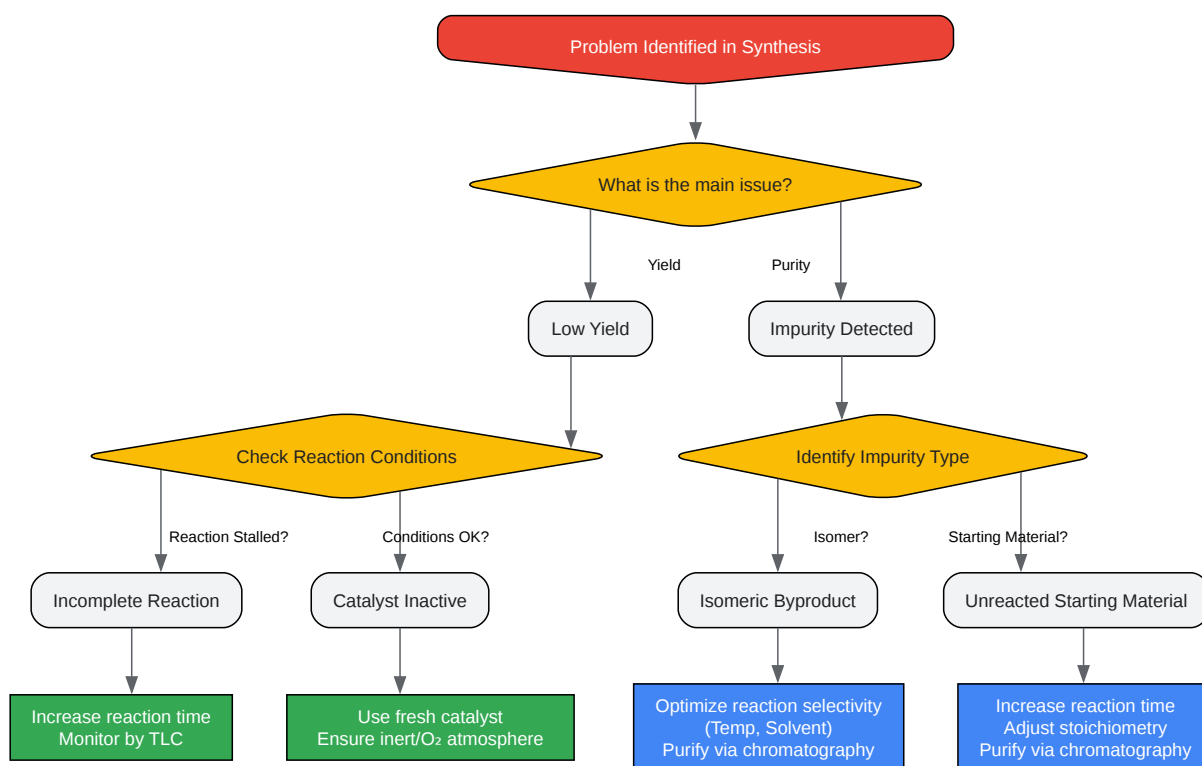 Problem Identified in Synthesis
What is the main issue?
Yield
Purity
Low Yield
Impurity Detected
Check Reaction Conditions
Identify Impurity Type
Reaction Stalled?
Conditions OK?
Isomer?
Starting Material?
Incomplete Reaction
Catalyst Inactive
Isomeric Byproduct
Unreacted Starting Material
Increase reaction time
Monitor by TLC
Use fresh catalyst
Ensure inert/O₂ atmosphere
Optimize reaction selectivity
(Temp, Solvent)
Purify via chromatography
Increase reaction time
Adjust stoichiometry
Purify via chromatography